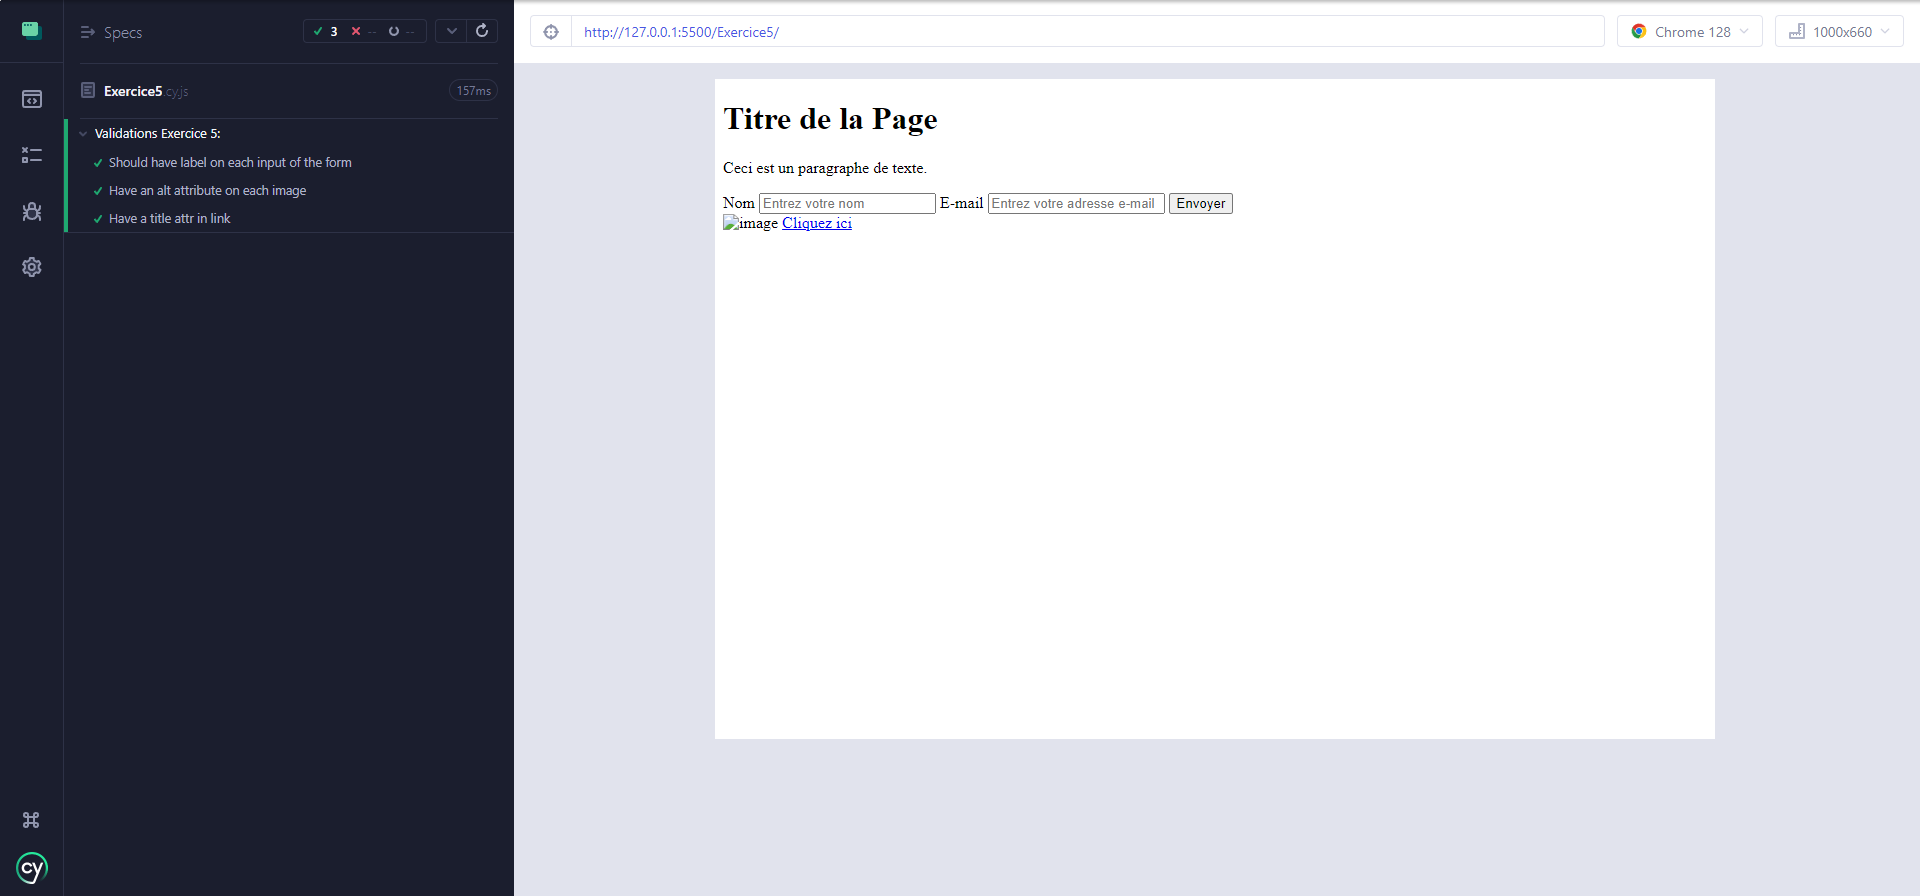 Specs
3 -- --
http://127.0.0.1:5500/Exercice5/
Chrome 128
1000x660
Exercice5.cy.js
157ms
Validations Exercice 5:
Should have label on each input of the form
Have an alt attribute on each image
Have a title attr in link
Titre de la Page
Ceci est un paragraphe de texte.
Nom Entrez votre nom E-mail Entrez votre adresse e-mail Envoyer
image Cliquez ici
cy